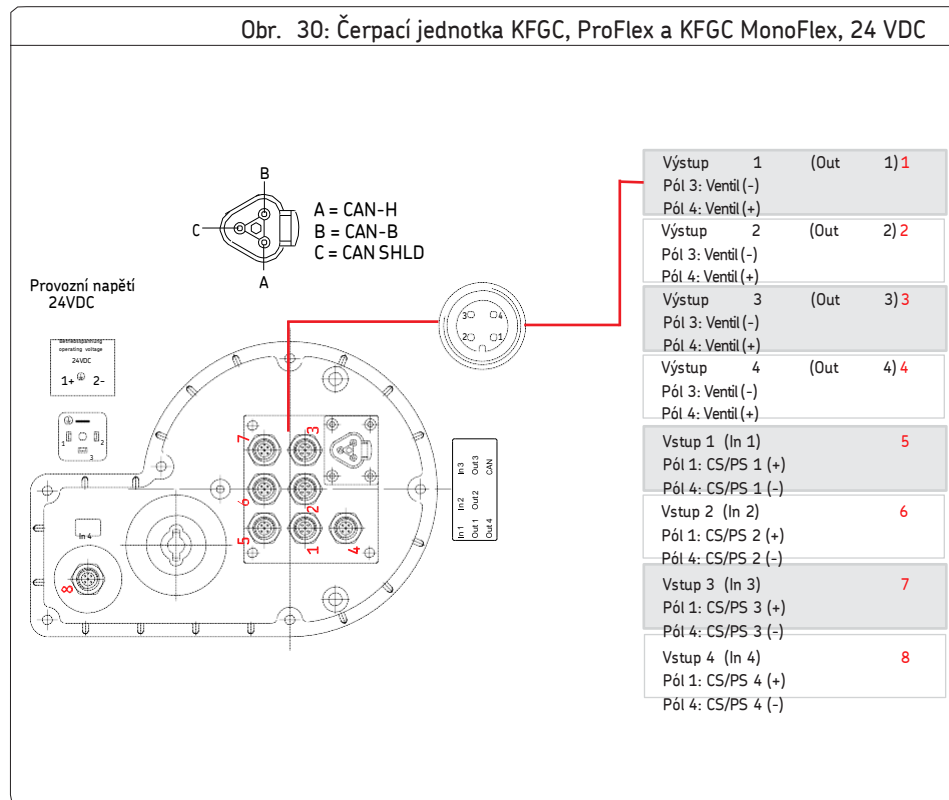 Obr. 30: Čerpací jednotka KFGC, ProFlex a KFGC MonoFlex, 24 VDC
B
C
A
A = CAN-H
B = CAN-B
C = CAN SHLD
Provozní napětí
24VDC
Betriebsspannung
operating voltage
24VDC
1+ 2-
1 2
3
3 4
2 1
7 3
6 2
5 1 4
In 4
8
In 1 In 2 In 3
Out 1 Out 2 Out 3
Out 4 CAN
Výstup 1 (Out 1) 1
Pól 3: Ventil (-)
Pól 4: Ventil (+)
Výstup 2 (Out 2) 2
Pól 3: Ventil (-)
Pól 4: Ventil (+)
Výstup 3 (Out 3) 3
Pól 3: Ventil (-)
Pól 4: Ventil (+)
Výstup 4 (Out 4) 4
Pól 3: Ventil (-)
Pól 4: Ventil (+)
Vstup 1 (In 1) 5
Pól 1: CS/PS 1 (+)
Pól 4: CS/PS 1 (-)
Vstup 2 (In 2) 6
Pól 1: CS/PS 2 (+)
Pól 4: CS/PS 2 (-)
Vstup 3 (In 3) 7
Pól 1: CS/PS 3 (+)
Pól 4: CS/PS 3 (-)
Vstup 4 (In 4) 8
Pól 1: CS/PS 4 (+)
Pól 4: CS/PS 4 (-)